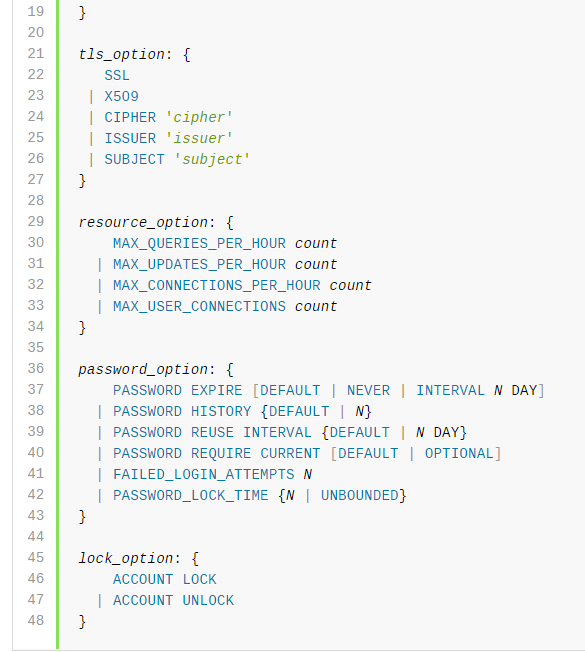 19 }
20
21 tls_option: {
22 SSL
23 | X509
24 | CIPHER 'cipher'
25 | ISSUER 'issuer'
26 | SUBJECT 'subject'
27 }
28
29 resource_option: {
30 MAX_QUERIES_PER_HOUR count
31 | MAX_UPDATES_PER_HOUR count
32 | MAX_CONNECTIONS_PER_HOUR count
33 | MAX_USER_CONNECTIONS count
34 }
35
36 password_option: {
37 PASSWORD EXPIRE [DEFAULT | NEVER | INTERVAL N DAY]
38 | PASSWORD HISTORY {DEFAULT | N}
39 | PASSWORD REUSE INTERVAL {DEFAULT | N DAY}
40 | PASSWORD REQUIRE CURRENT [DEFAULT | OPTIONAL]
41 | FAILED_LOGIN_ATTEMPTS N
42 | PASSWORD_LOCK_TIME {N | UNBOUNDED}
43 }
44
45 lock_option: {
46 ACCOUNT LOCK
47 | ACCOUNT UNLOCK
48 }